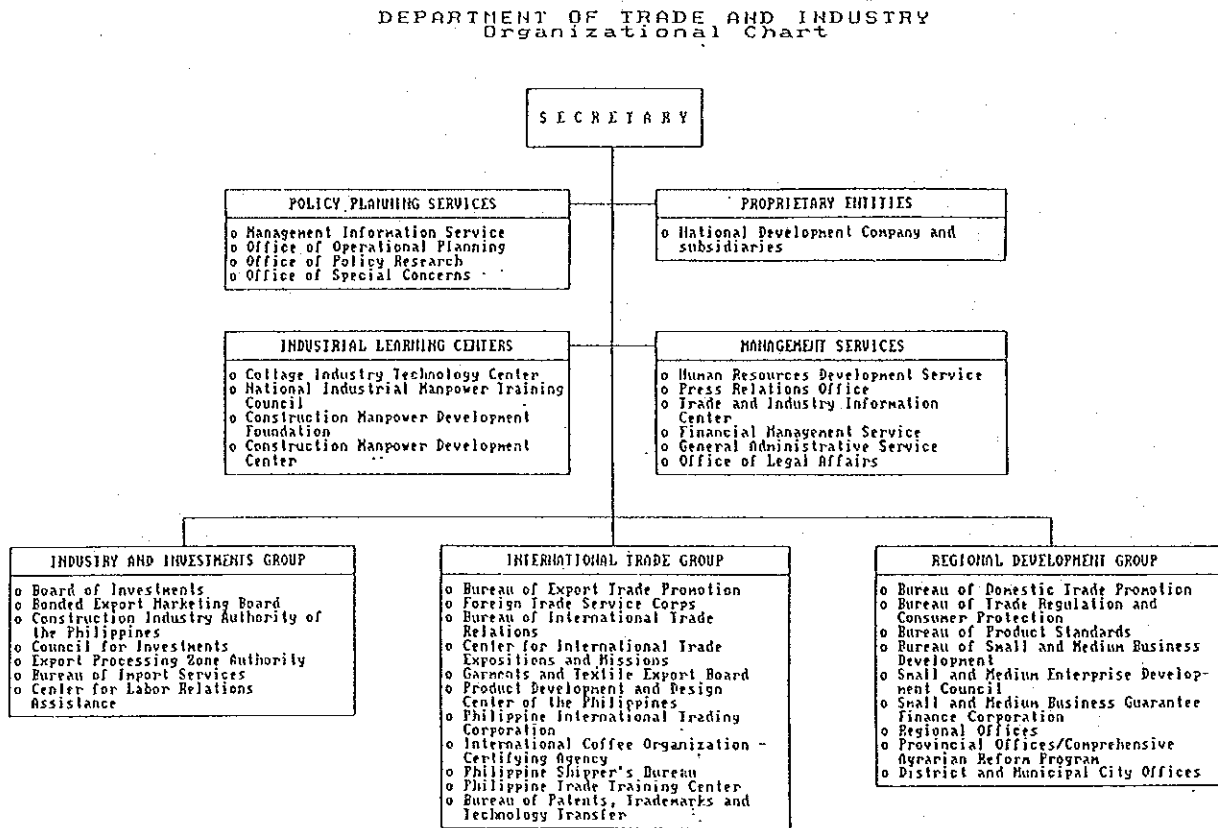 DEPARTMENT OF TRADE AND INDUSTRY
Organizational Chart
SECRETARY
POLICY PLANNING SERVICES
o Management Information Service
o Office of Operational Planning
o Office of Policy Research
o Office of Special Concerns
PROPRIETARY ENTITIES
o National Development Company and
subsidiaries
INDUSTRIAL LEARNING CENTERS
o Cottage Industry Technology Center
o National Industrial Manpower Training
Council
o Construction Manpower Development
Foundation
o Construction Manpower Development
Center
MANAGEMENT SERVICES
o Human Resources Development Service
o Press Relations Office
o Trade and Industry Information
Center
o Financial Management Service
o General Administrative Service
o Office of Legal Affairs
INDUSTRY AND INVESTMENTS GROUP
o Board of Investments
o Bonded Export Marketing Board
o Construction Industry Authority of
the Philippines
o Council for Investments
o Export Processing Zone Authority
o Bureau of Import Services
o Center for Labor Relations
Assistance
INTERNATIONAL TRADE GROUP
o Bureau of Export Trade Promotion
o Foreign Trade Service Corps
o Bureau of International Trade
Relations
o Center for International Trade
Expositions and Missions
o Garments and Textile Export Board
o Product Development and Design
Center of the Philippines
o Philippine International Trading
Corporation
o International Coffee Organization -
Certifying Agency
o Philippine Shipper's Bureau
o Philippine Trade Training Center
o Bureau of Patents, Trademarks and
Technology Transfer
REGIONAL DEVELOPMENT GROUP
o Bureau of Domestic Trade Promotion
o Bureau of Trade Regulation and
Consumer Protection
o Bureau of Product Standards
o Bureau of Small and Medium Business
Development
o Small and Medium Enterprise Develop-
ment Council
o Small and Medium Business Guarantee
Finance Corporation
o Regional Offices
o Provincial Offices/Comprehensive
Agrarian Reform Program
o District and Municipal City Offices